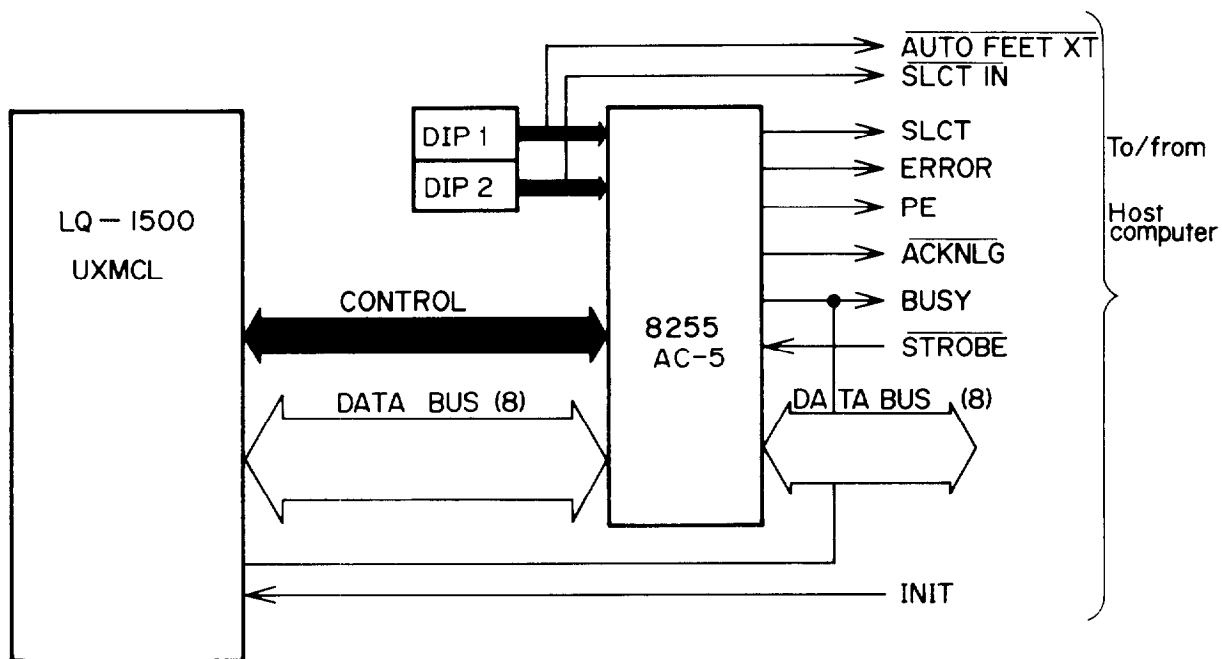 AUTO FEET XT
SLCT IN
DIP 1
DIP 2
SLCT
ERROR
PE
ACKNLG
BUSY
STROBE
To/from
Host
computer
LQ-1500
UXMCL
CONTROL
8255
AC-5
DATA BUS (8)
DATA BUS (8)
INIT